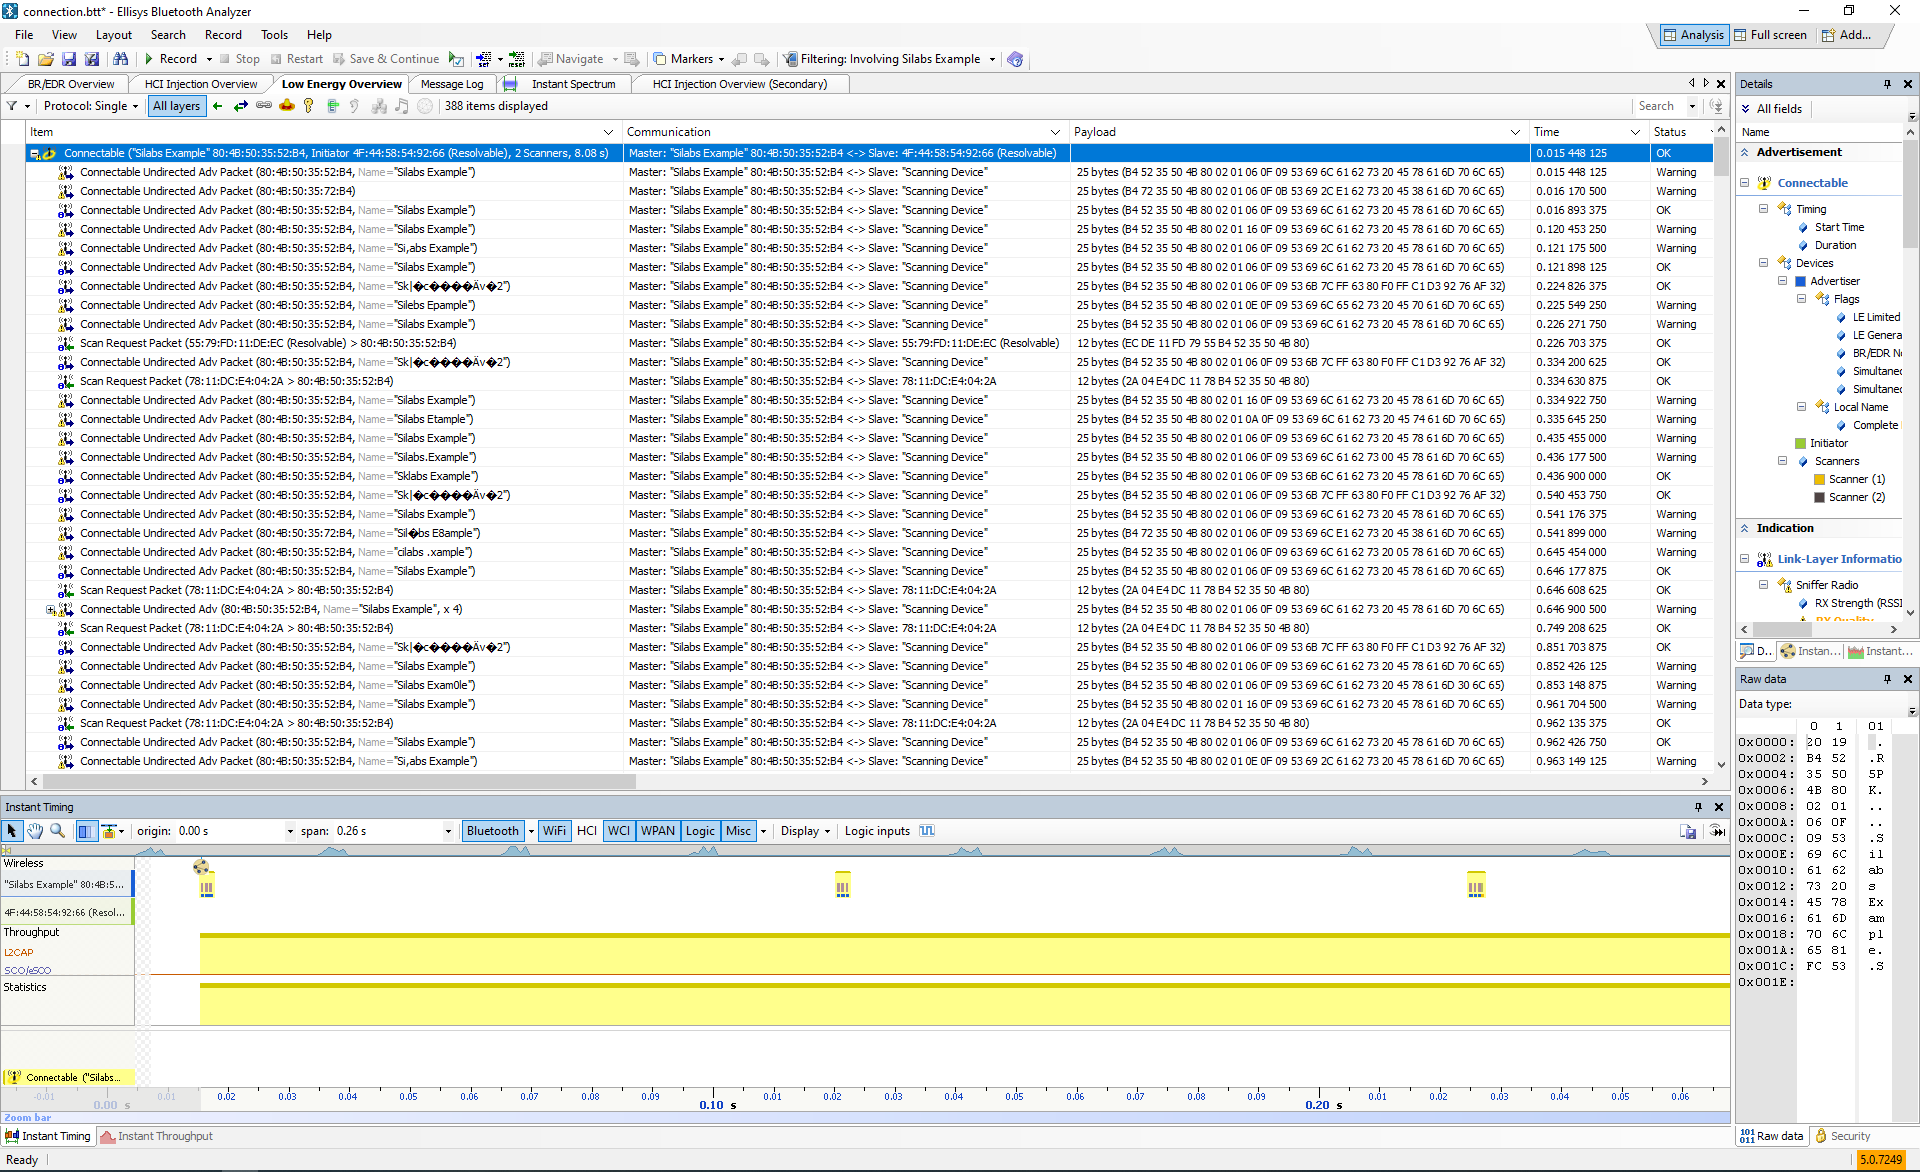 connection.btt* - Ellisys Bluetooth Analyzer
File View Layout Search Record Tools Help
Analysis Full screen Add...
Record Stop Restart Save & Continue Navigate Markers Filtering: Involving Silabs Example
BR/EDR Overview HCI Injection Overview Low Energy Overview Message Log Instant Spectrum HCI Injection Overview (Secondary)
Protocol: Single All layers 388 items displayed Search
Item Communication Payload Time Status
Connectable ("Silabs Example" 80:4B:50:35:52:B4, Initiator 4F:44:58:54:92:66 (Resolvable), 2 Scanners, 8.08 s) Master: "Silabs Example" 80:4B:50:35:52:B4 <-> Slave: 4F:44:58:54:92:66 (Resolvable) 0.015 448 125 OK
Connectable Undirected Adv Packet (80:4B:50:35:52:B4, Name="Silabs Example") Master: "Silabs Example" 80:4B:50:35:52:B4 <-> Slave: "Scanning Device" 25 bytes (B4 52 35 50 4B 80 02 01 06 0F 09 53 69 6C 61 62 73 20 45 78 61 6D 70 6C 65) 0.015 448 125 Warning
Connectable Undirected Adv Packet (80:4B:50:35:72:B4) Master: "Silabs Example" 80:4B:50:35:52:B4 <-> Slave: "Scanning Device" 25 bytes (B4 72 35 50 4B 80 02 01 06 0F 0B 53 69 2C E1 62 73 20 45 38 61 6D 70 6C 65) 0.016 170 500 Warning
Connectable Undirected Adv Packet (80:4B:50:35:52:B4, Name="Silabs Example") Master: "Silabs Example" 80:4B:50:35:52:B4 <-> Slave: "Scanning Device" 25 bytes (B4 52 35 50 4B 80 02 01 06 0F 09 53 69 6C 61 62 73 20 45 78 61 6D 70 6C 65) 0.016 893 375 OK
Connectable Undirected Adv Packet (80:4B:50:35:52:B4, Name="Silabs Example") Master: "Silabs Example" 80:4B:50:35:52:B4 <-> Slave: "Scanning Device" 25 bytes (B4 52 35 50 4B 80 02 01 16 0F 09 53 69 6C 61 62 73 20 45 78 61 6D 70 6C 65) 0.120 453 250 Warning
Connectable Undirected Adv Packet (80:4B:50:35:52:B4, Name="Si,abs Example") Master: "Silabs Example" 80:4B:50:35:52:B4 <-> Slave: "Scanning Device" 25 bytes (B4 52 35 50 4B 80 02 01 06 0F 09 53 69 2C 61 62 73 20 45 78 61 6D 70 6C 65) 0.121 175 500 Warning
Connectable Undirected Adv Packet (80:4B:50:35:52:B4, Name="Silabs Example") Master: "Silabs Example" 80:4B:50:35:52:B4 <-> Slave: "Scanning Device" 25 bytes (B4 52 35 50 4B 80 02 01 06 0F 09 53 69 6C 61 62 73 20 45 78 61 6D 70 6C 65) 0.121 898 125 OK
Connectable Undirected Adv Packet (80:4B:50:35:52:B4, Name="Sk|�c����Äv�2") Master: "Silabs Example" 80:4B:50:35:52:B4 <-> Slave: "Scanning Device" 25 bytes (B4 52 35 50 4B 80 02 01 06 0F 09 53 6B 7C FF 63 80 F0 FF C1 D3 92 76 AF 32) 0.224 826 375 OK
Connectable Undirected Adv Packet (80:4B:50:35:52:B4, Name="Silebs Epample") Master: "Silabs Example" 80:4B:50:35:52:B4 <-> Slave: "Scanning Device" 25 bytes (B4 52 35 50 4B 80 02 01 0E 0F 09 53 69 6C 65 62 73 20 45 70 61 6D 70 6C 65) 0.225 549 250 Warning
Connectable Undirected Adv Packet (80:4B:50:35:52:B4, Name="Silabs Example") Master: "Silabs Example" 80:4B:50:35:52:B4 <-> Slave: "Scanning Device" 25 bytes (B4 52 35 50 4B 80 02 01 06 0F 09 53 69 6C 61 62 73 20 45 78 61 6D 70 6C 65) 0.226 271 750 Warning
Scan Request Packet (55:79:FD:11:DE:EC (Resolvable) > 80:4B:50:35:52:B4) Master: "Silabs Example" 80:4B:50:35:52:B4 <-> Slave: 55:79:FD:11:DE:EC (Resolvable) 12 bytes (EC DE 11 FD 79 55 B4 52 35 50 4B 80) 0.226 703 375 OK
Connectable Undirected Adv Packet (80:4B:50:35:52:B4, Name="Sk|�c����Äv�2") Master: "Silabs Example" 80:4B:50:35:52:B4 <-> Slave: "Scanning Device" 25 bytes (B4 52 35 50 4B 80 02 01 06 0F 09 53 6B 7C FF 63 80 F0 FF C1 D3 92 76 AF 32) 0.334 200 625 OK
Scan Request Packet (78:11:DC:E4:04:2A > 80:4B:50:35:52:B4) Master: "Silabs Example" 80:4B:50:35:52:B4 <-> Slave: 78:11:DC:E4:04:2A 12 bytes (2A 04 E4 DC 11 78 B4 52 35 50 4B 80) 0.334 630 875 OK
Connectable Undirected Adv Packet (80:4B:50:35:52:B4, Name="Silabs Example") Master: "Silabs Example" 80:4B:50:35:52:B4 <-> Slave: "Scanning Device" 25 bytes (B4 52 35 50 4B 80 02 01 16 0F 09 53 69 6C 61 62 73 20 45 78 61 6D 70 6C 65) 0.334 922 750 Warning
Connectable Undirected Adv Packet (80:4B:50:35:52:B4, Name="Silabs Etample") Master: "Silabs Example" 80:4B:50:35:52:B4 <-> Slave: "Scanning Device" 25 bytes (B4 52 35 50 4B 80 02 01 0A 0F 09 53 69 6C 61 62 73 20 45 74 61 6D 70 6C 65) 0.335 645 250 Warning
Connectable Undirected Adv Packet (80:4B:50:35:52:B4, Name="Silabs Example") Master: "Silabs Example" 80:4B:50:35:52:B4 <-> Slave: "Scanning Device" 25 bytes (B4 52 35 50 4B 80 02 01 06 0F 09 53 69 6C 61 62 73 20 45 78 61 6D 70 6C 65) 0.435 455 000 Warning
Connectable Undirected Adv Packet (80:4B:50:35:52:B4, Name="Silabs.Example") Master: "Silabs Example" 80:4B:50:35:52:B4 <-> Slave: "Scanning Device" 25 bytes (B4 52 35 50 4B 80 02 01 06 0F 09 53 69 6C 61 62 73 00 45 78 61 6D 70 6C 65) 0.436 177 500 Warning
Connectable Undirected Adv Packet (80:4B:50:35:52:B4, Name="Sklabs Example") Master: "Silabs Example" 80:4B:50:35:52:B4 <-> Slave: "Scanning Device" 25 bytes (B4 52 35 50 4B 80 02 01 06 0F 09 53 6B 6C 61 62 73 20 45 78 61 6D 70 6C 65) 0.436 900 000 OK
Connectable Undirected Adv Packet (80:4B:50:35:52:B4, Name="Sk|�c����Äv�2") Master: "Silabs Example" 80:4B:50:35:52:B4 <-> Slave: "Scanning Device" 25 bytes (B4 52 35 50 4B 80 02 01 06 0F 09 53 6B 7C FF 63 80 F0 FF C1 D3 92 76 AF 32) 0.540 453 750 OK
Connectable Undirected Adv Packet (80:4B:50:35:52:B4, Name="Silabs Example") Master: "Silabs Example" 80:4B:50:35:52:B4 <-> Slave: "Scanning Device" 25 bytes (B4 52 35 50 4B 80 02 01 06 0F 09 53 69 6C 61 62 73 20 45 78 61 6D 70 6C 65) 0.541 176 375 Warning
Connectable Undirected Adv Packet (80:4B:50:35:72:B4, Name="Sil�bs E8ample") Master: "Silabs Example" 80:4B:50:35:52:B4 <-> Slave: "Scanning Device" 25 bytes (B4 72 35 50 4B 80 02 01 06 0F 09 53 69 6C E1 62 73 20 45 38 61 6D 70 6C 65) 0.541 899 000 Warning
Connectable Undirected Adv Packet (80:4B:50:35:52:B4, Name="cilabs .xample") Master: "Silabs Example" 80:4B:50:35:52:B4 <-> Slave: "Scanning Device" 25 bytes (B4 52 35 50 4B 80 02 01 06 0F 09 63 69 6C 61 62 73 20 05 78 61 6D 70 6C 65) 0.645 454 000 Warning
Connectable Undirected Adv Packet (80:4B:50:35:52:B4, Name="Silabs Example") Master: "Silabs Example" 80:4B:50:35:52:B4 <-> Slave: "Scanning Device" 25 bytes (B4 52 35 50 4B 80 02 01 06 0F 09 53 69 6C 61 62 73 20 45 78 61 6D 70 6C 65) 0.646 177 875 OK
Scan Request Packet (78:11:DC:E4:04:2A > 80:4B:50:35:52:B4) Master: "Silabs Example" 80:4B:50:35:52:B4 <-> Slave: 78:11:DC:E4:04:2A 12 bytes (2A 04 E4 DC 11 78 B4 52 35 50 4B 80) 0.646 608 625 OK
Connectable Undirected Adv (80:4B:50:35:52:B4, Name="Silabs Example", x 4) Master: "Silabs Example" 80:4B:50:35:52:B4 <-> Slave: "Scanning Device" 25 bytes (B4 52 35 50 4B 80 02 01 06 0F 09 53 69 6C 61 62 73 20 45 78 61 6D 70 6C 65) 0.646 900 500 Warning
Scan Request Packet (78:11:DC:E4:04:2A > 80:4B:50:35:52:B4) Master: "Silabs Example" 80:4B:50:35:52:B4 <-> Slave: 78:11:DC:E4:04:2A 12 bytes (2A 04 E4 DC 11 78 B4 52 35 50 4B 80) 0.749 208 625 OK
Connectable Undirected Adv Packet (80:4B:50:35:52:B4, Name="Sk|�c����Äv�2") Master: "Silabs Example" 80:4B:50:35:52:B4 <-> Slave: "Scanning Device" 25 bytes (B4 52 35 50 4B 80 02 01 06 0F 09 53 6B 7C FF 63 80 F0 FF C1 D3 92 76 AF 32) 0.851 703 875 OK
Connectable Undirected Adv Packet (80:4B:50:35:52:B4, Name="Silabs Example") Master: "Silabs Example" 80:4B:50:35:52:B4 <-> Slave: "Scanning Device" 25 bytes (B4 52 35 50 4B 80 02 01 06 0F 09 53 69 6C 61 62 73 20 45 78 61 6D 70 6C 65) 0.852 426 125 Warning
Connectable Undirected Adv Packet (80:4B:50:35:52:B4, Name="Silabs Exam0le") Master: "Silabs Example" 80:4B:50:35:52:B4 <-> Slave: "Scanning Device" 25 bytes (B4 52 35 50 4B 80 02 01 06 0F 09 53 69 6C 61 62 73 20 45 78 61 6D 30 6C 65) 0.853 148 875 Warning
Connectable Undirected Adv Packet (80:4B:50:35:52:B4, Name="Silabs Example") Master: "Silabs Example" 80:4B:50:35:52:B4 <-> Slave: "Scanning Device" 25 bytes (B4 52 35 50 4B 80 02 01 16 0F 09 53 69 6C 61 62 73 20 45 78 61 6D 70 6C 65) 0.961 704 500 Warning
Scan Request Packet (78:11:DC:E4:04:2A > 80:4B:50:35:52:B4) Master: "Silabs Example" 80:4B:50:35:52:B4 <-> Slave: 78:11:DC:E4:04:2A 12 bytes (2A 04 E4 DC 11 78 B4 52 35 50 4B 80) 0.962 135 375 OK
Connectable Undirected Adv Packet (80:4B:50:35:52:B4, Name="Silabs Example") Master: "Silabs Example" 80:4B:50:35:52:B4 <-> Slave: "Scanning Device" 25 bytes (B4 52 35 50 4B 80 02 01 06 0F 09 53 69 6C 61 62 73 20 45 78 61 6D 70 6C 65) 0.962 426 750 OK
Connectable Undirected Adv Packet (80:4B:50:35:52:B4, Name="Si,abs Example") Master: "Silabs Example" 80:4B:50:35:52:B4 <-> Slave: "Scanning Device" 25 bytes (B4 52 35 50 4B 80 02 01 0E 0F 09 53 69 2C 61 62 73 20 45 78 61 6D 70 6C 65) 0.963 149 125 Warning
Details
All fields
Name
Advertisement
Connectable
Timing
Start Time
Duration
Devices
Advertiser
Flags
LE Limited
LE Genera
BR/EDR N
Simultanec
Simultanec
Local Name
Complete
Initiator
Scanners
Scanner (1)
Scanner (2)
Indication
Link-Layer Informatio
Sniffer Radio
RX Strength (RSSI
RX Quality
D... Instan... Instant...
Raw data
Data type:
0 1 01
0x0000: 20 19 .
0x0002: B4 52 .R
0x0004: 35 50 5P
0x0006: 4B 80 K.
0x0008: 02 01 ..
0x000A: 06 0F ..
0x000C: 09 53 .S
0x000E: 69 6C il
0x0010: 61 62 ab
0x0012: 73 20 s
0x0014: 45 78 Ex
0x0016: 61 6D am
0x0018: 70 6C pl
0x001A: 65 81 e.
0x001C: FC 53 .S
0x001E:
101 011 Raw data Security
Instant Timing
origin: 0.00 s span: 0.26 s Bluetooth WiFi HCI WCI WPAN Logic Misc Display Logic inputs
Wireless
"Silabs Example" 80:4B:5...
4F:44:58:54:92:66 (Resol...
Throughput
L2CAP
SCO/eSCO
Statistics
Connectable ("Silabs...
-0.01 0.00 s 0.01 0.02 0.03 0.04 0.05 0.06 0.07 0.08 0.09 0.10 s 0.01 0.02 0.03 0.04 0.05 0.06 0.07 0.08 0.09 0.20 s 0.01 0.02 0.03 0.04 0.05 0.06
Zoom bar
Instant Timing Instant Throughput
Ready 5.0.7249